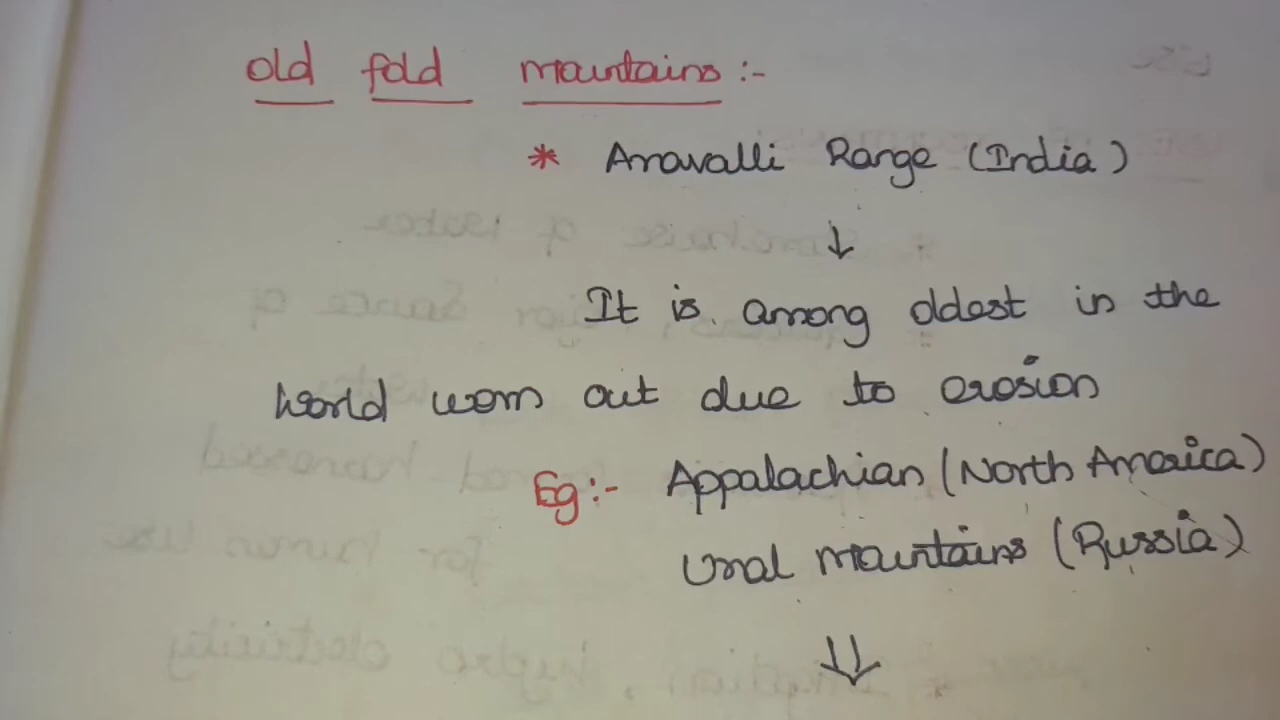 old fold mountains :-
* Aravalli Range (India)
↓
It is among oldest in the
world worn out due to erosion
Eg :- Appalachian (North America)
Ural mountains (Russia)
⇓